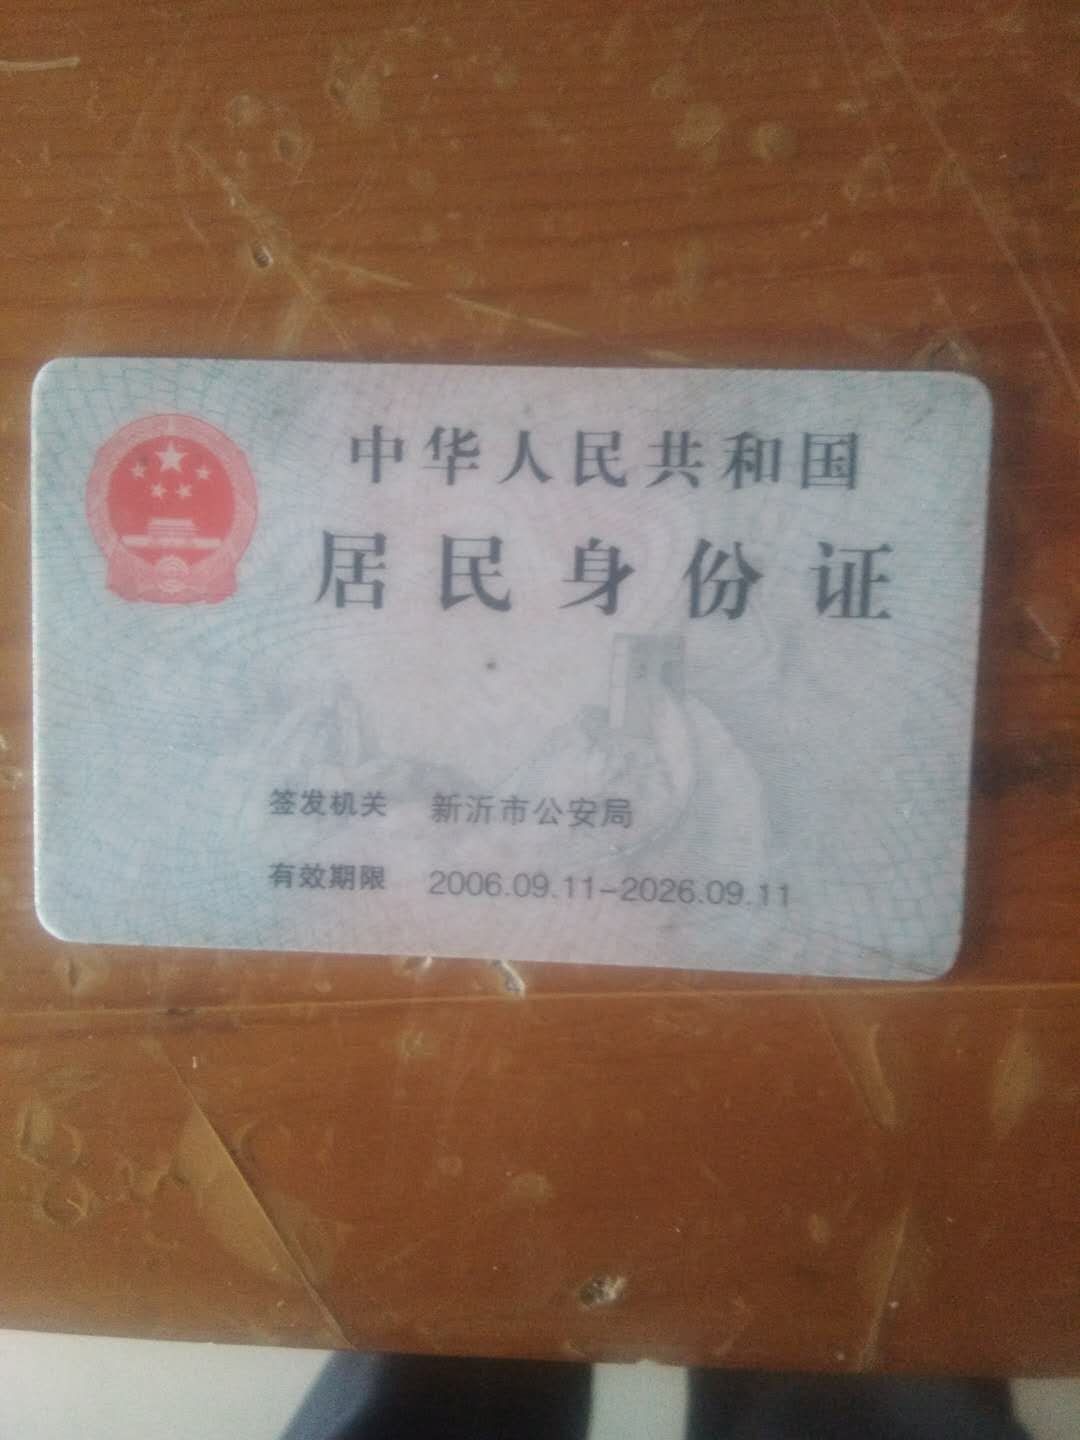 中华人民共和国
居民身份证
签发机关 新沂市公安局
有效期限 2006.09.11-2026.09.11